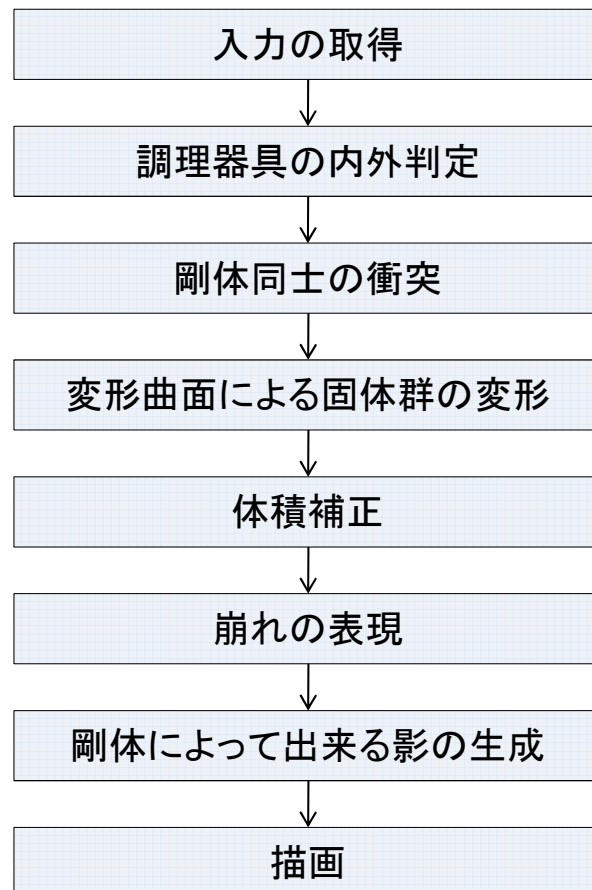 入力の取得
調理器具の内外判定
剛体同士の衝突
変形曲面による固体群の変形
体積補正
崩れの表現
剛体によって出来る影の生成
描画